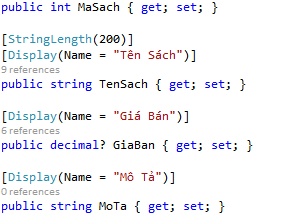 public int MaSach { get; set; }
[StringLength(200)]
[Display(Name = "Tên Sách")]
9 references
public string TenSach { get; set; }
[Display(Name = "Giá Bán")]
6 references
public decimal? GiaBan { get; set; }
[Display(Name = "Mô Tả")]
0 references
public string MoTa { get; set; }